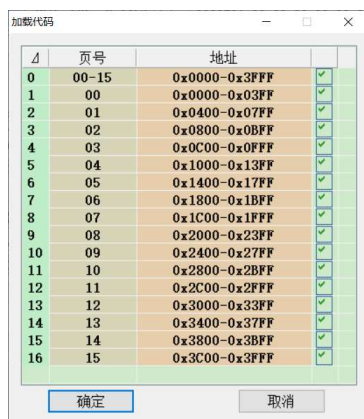 加载代码
⊿ 页号 地址
0 00-15 0x0000-0x3FFF
1 00 0x0000-0x03FF
2 01 0x0400-0x07FF
3 02 0x0800-0x0BFF
4 03 0x0C00-0x0FFF
5 04 0x1000-0x13FF
6 05 0x1400-0x17FF
7 06 0x1800-0x1BFF
8 07 0x1C00-0x1FFF
9 08 0x2000-0x23FF
10 09 0x2400-0x27FF
11 10 0x2800-0x2BFF
12 11 0x2C00-0x2FFF
13 12 0x3000-0x33FF
14 13 0x3400-0x37FF
15 14 0x3800-0x3BFF
16 15 0x3C00-0x3FFF
确定 取消